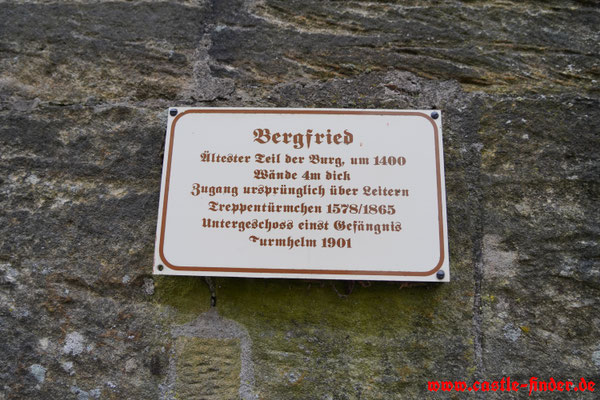 Bergfried
Ältester Teil der Burg, um 1400
Wände 4m dick
Zugang ursprünglich über Leitern
Treppentürmchen 1578/1865
Untergeschoss einst Gefängnis
Turmhelm 1901
www.castle-finder.de